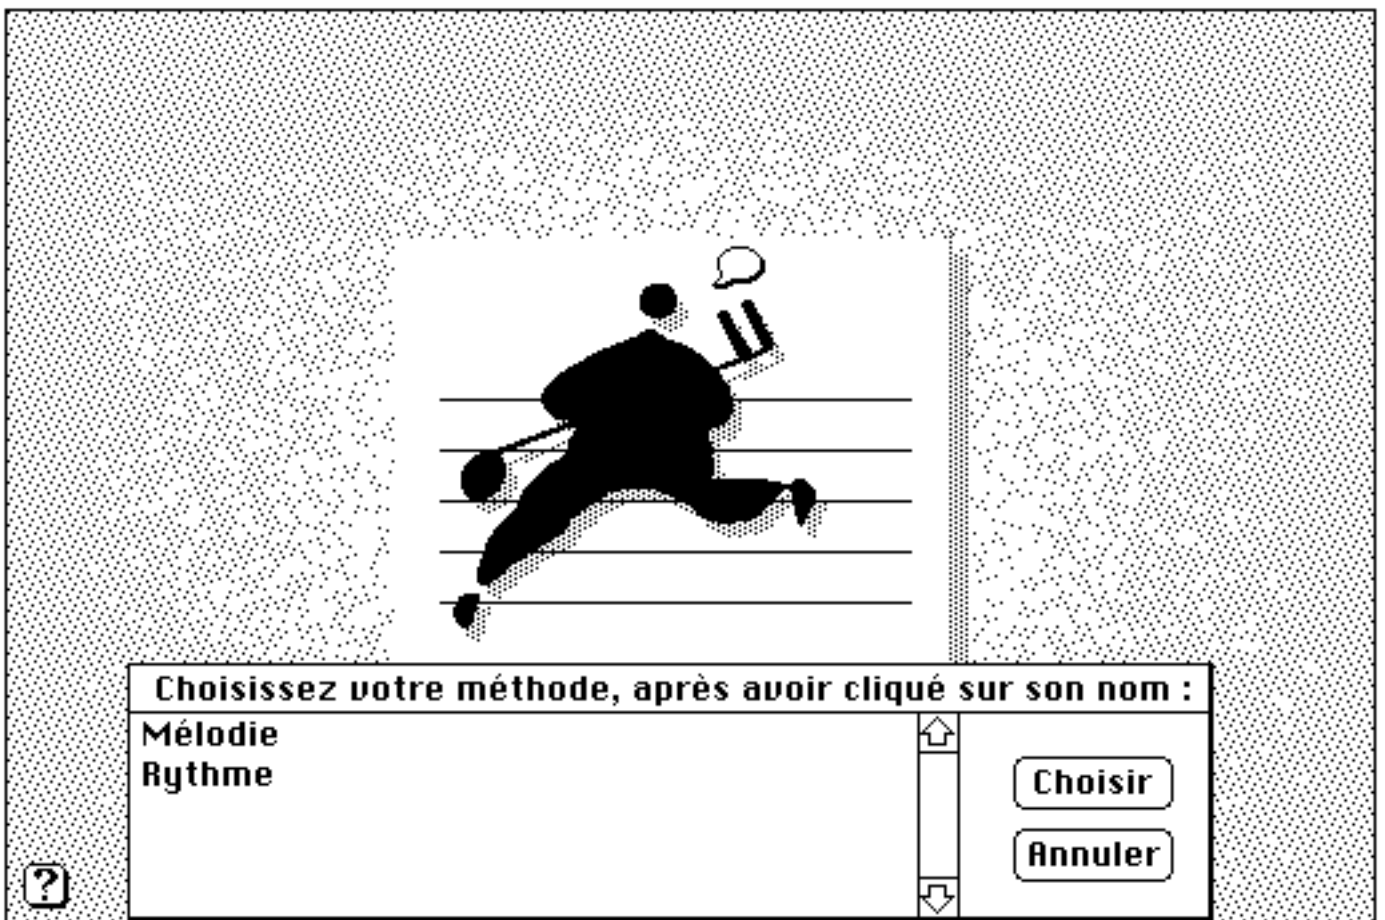 Choisissez votre méthode, après avoir cliqué sur son nom :
Mélodie
Rythme
Choisir
Annuler
?